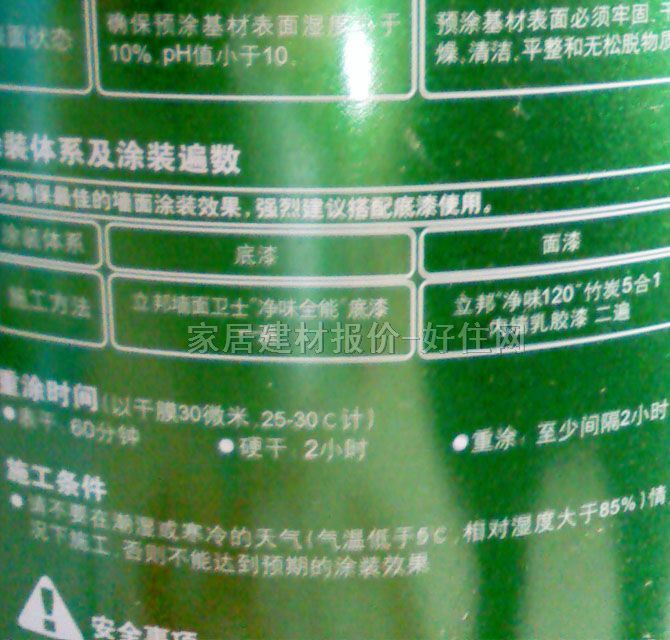 面状态
确保预涂基材表面湿度小于
10%, pH值小于10.
预涂基材表面必须牢固、
燥,清洁,平整和无松脱物质
涂装体系及涂装遍数
为确保最佳的墙面涂装效果,强烈建议搭配底漆使用。
涂装体系
底漆
面漆
施工方法
立邦墙面卫士“净味全能”底漆
立邦“净味120”竹炭5合1
内墙乳胶漆 二遍
家居建材报价-好住网
重涂时间(以干膜30微米,25-30C计)
●表干: 60分钟
●硬干: 2小时
●重涂: 至少间隔2小时
施工条件
●请不要在潮湿或寒冷的天气(气温低于5C,相对湿度大于85%)情
况下施工,否则不能达到预期的涂装效果
安全事项